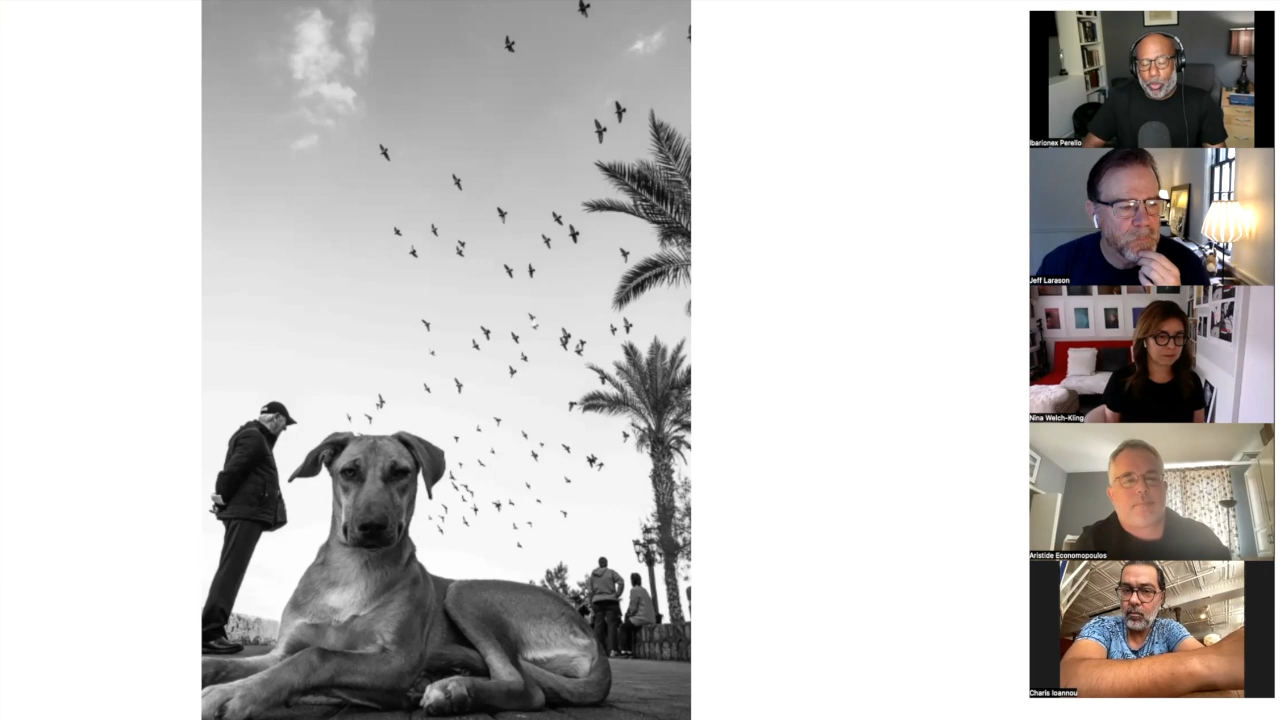 Ibarionex Perello
Jeff Larason
Nina Welch-Kling
Aristide Economopoulos
Charis Ioannou